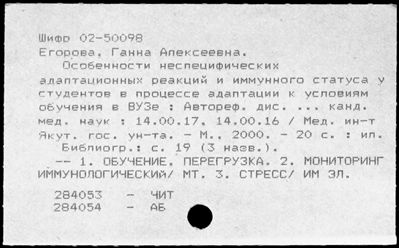 Шифр 02-50098
Егорова, Ганна Алексеевна.
Особенности неспецифических
адаптационных реакций и иммунного статуса у
студентов в процессе адаптации к условиям
обучения в ВУЗе : Автореф. дис. ... канд.
мед. наук : 14.00.17, 14.00.16 / Мед. ин-т
Якут. гос. ун-та. - М., 2000. - 20 с. : ил.
Библиогр.: с. 19 (3 назв.).
-- 1. ОБУЧЕНИЕ. ПЕРЕГРУЗКА. 2. МОНИТОРИНГ
ИММУНОЛОГИЧЕСКИЙ/ МТ. 3. СТРЕСС/ ИМ ЭЛ.
284053 - ЧИТ
284054 - АБ